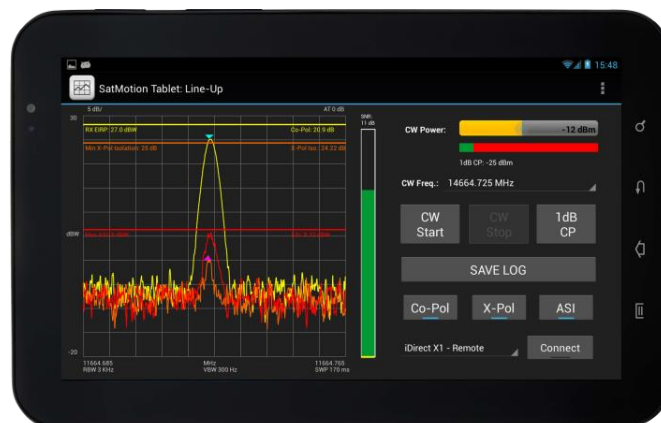 15:48
SatMotion Tablet: Line-Up
5 dB/
AT 0 dB
30
RX EIRP: 27.0 dBW
Co-Pol: 20.9 dB
Min X-Pol Isolation: 25 dB
X-Pol Iso.: 24.22 dB
dBW
-20
11664.685
MHz
11664.765
RBW 3 KHz
VBW 300 Hz
SWP 170 ms
SNR:
11 dB
CW Power:
-12 dBm
1dB CP: -25 dBm
CW Freq.: 14664.725 MHz
CW
Start
CW
Stop
1dB
CP
SAVE LOG
Co-Pol
X-Pol
ASI
iDirect X1 - Remote
Connect